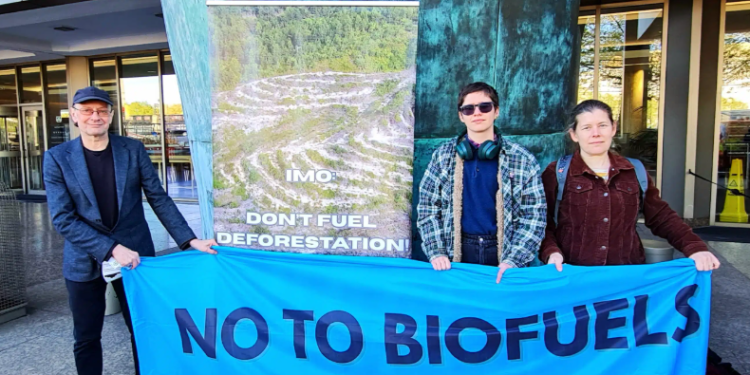 IMO:
DON'T FUEL
DEFORESTATION!
NO TO BIOFUELS